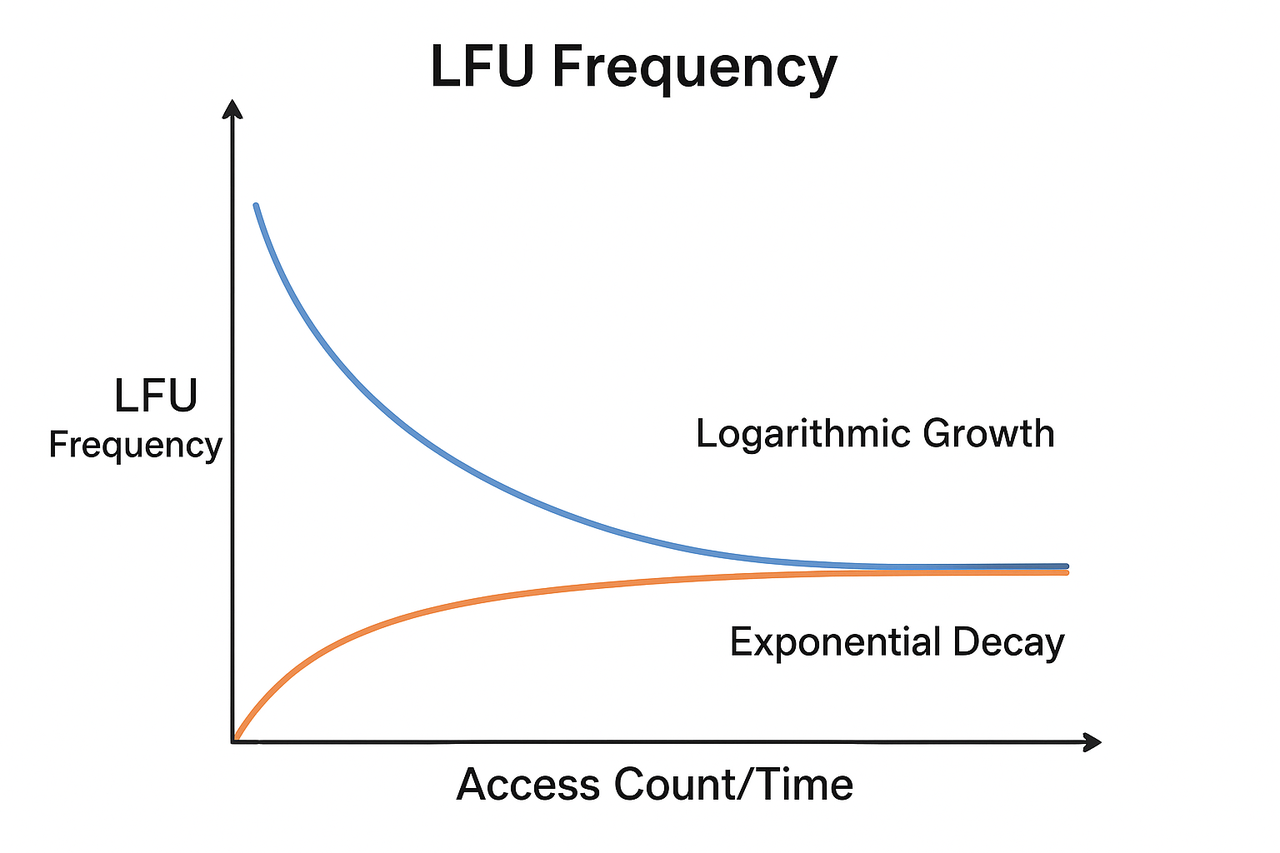 LFU Frequency
LFU
Frequency
Logarithmic Growth
Exponential Decay
Access Count/Time